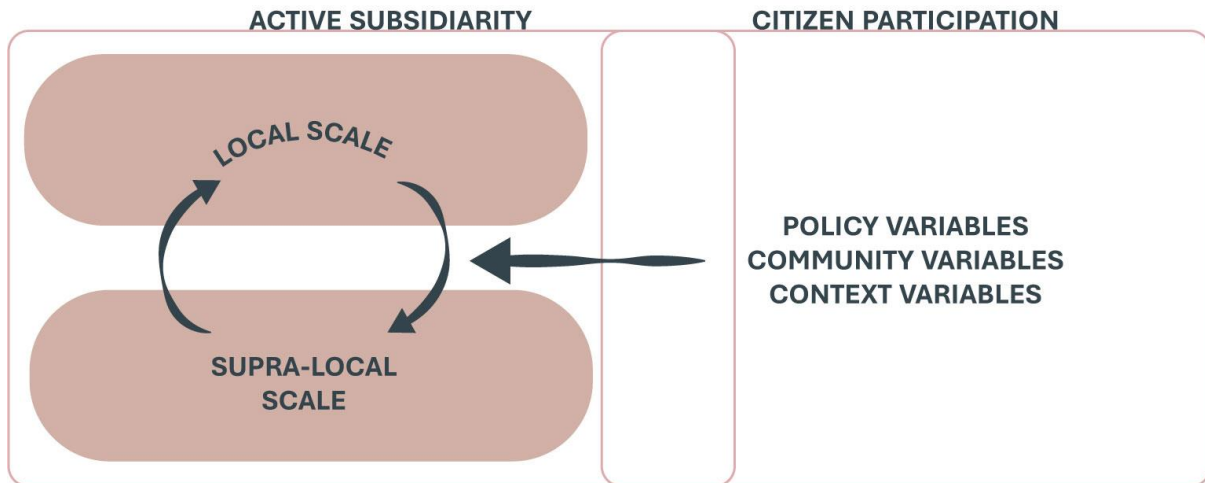 ACTIVE SUBSIDIARITY
CITIZEN PARTICIPATION
LOCAL SCALE
POLICY VARIABLES
COMMUNITY VARIABLES
CONTEXT VARIABLES
SUPRA-LOCAL
SCALE